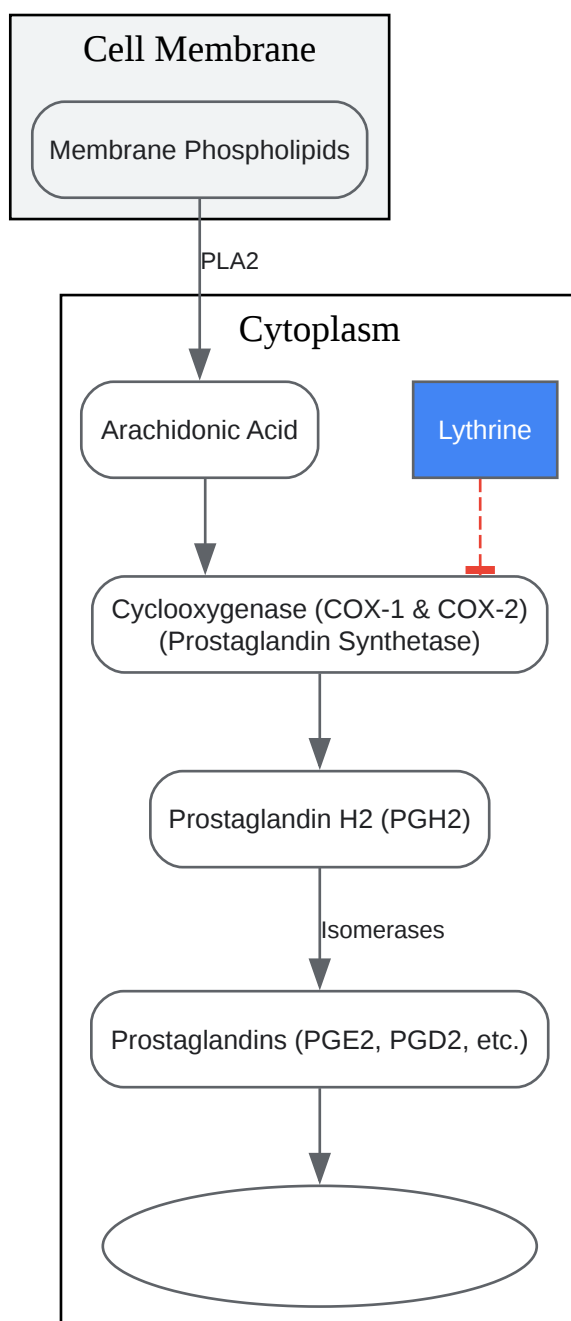 Cell Membrane
Membrane Phospholipids
PLA2
Cytoplasm
Arachidonic Acid
Lythrine
Cyclooxygenase (COX-1 & COX-2)
(Prostaglandin Synthetase)
Prostaglandin H2 (PGH2)
Isomerases
Prostaglandins (PGE2, PGD2, etc.)